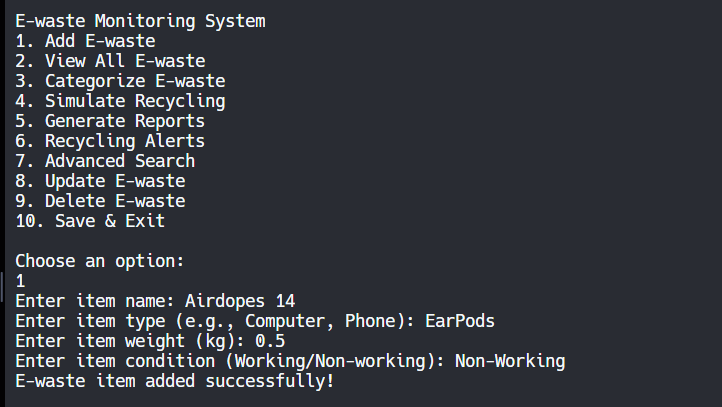 E-waste Monitoring System
1. Add E-waste
2. View All E-waste
3. Categorize E-waste
4. Simulate Recycling
5. Generate Reports
6. Recycling Alerts
7. Advanced Search
8. Update E-waste
9. Delete E-waste
10. Save & Exit
Choose an option:
1
Enter item name: Airdopes 14
Enter item type (e.g., Computer, Phone): EarPods
Enter item weight (kg): 0.5
Enter item condition (Working/Non-working): Non-Working
E-waste item added successfully!